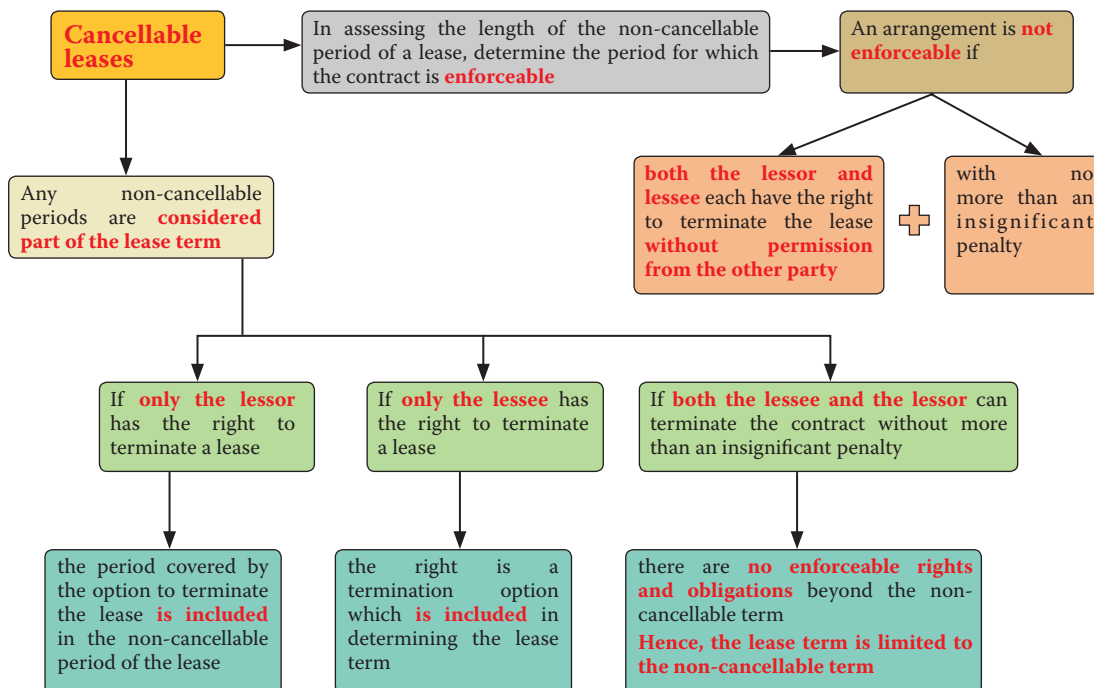 Cancellable
leases
In assessing the length of the non-cancellable
period of a lease, determine the period for which
the contract is enforceable
An arrangement is not
enforceable if
Any non-cancellable
periods are considered
part of the lease term
both the lessor and
lessee each have the right
to terminate the lease
without permission
from the other party
with no
more than an
insignificant
penalty
If only the lessor
has the right to
terminate a lease
If only the lessee has
the right to terminate
a lease
If both the lessee and the lessor can
terminate the contract without more
than an insignificant penalty
the period covered by
the option to terminate
the lease is included
in the non-cancellable
period of the lease
the right is a
termination option
which is included in
determining the lease
term
there are no enforceable rights
and obligations beyond the non-
cancellable term
Hence, the lease term is limited to
the non-cancellable term